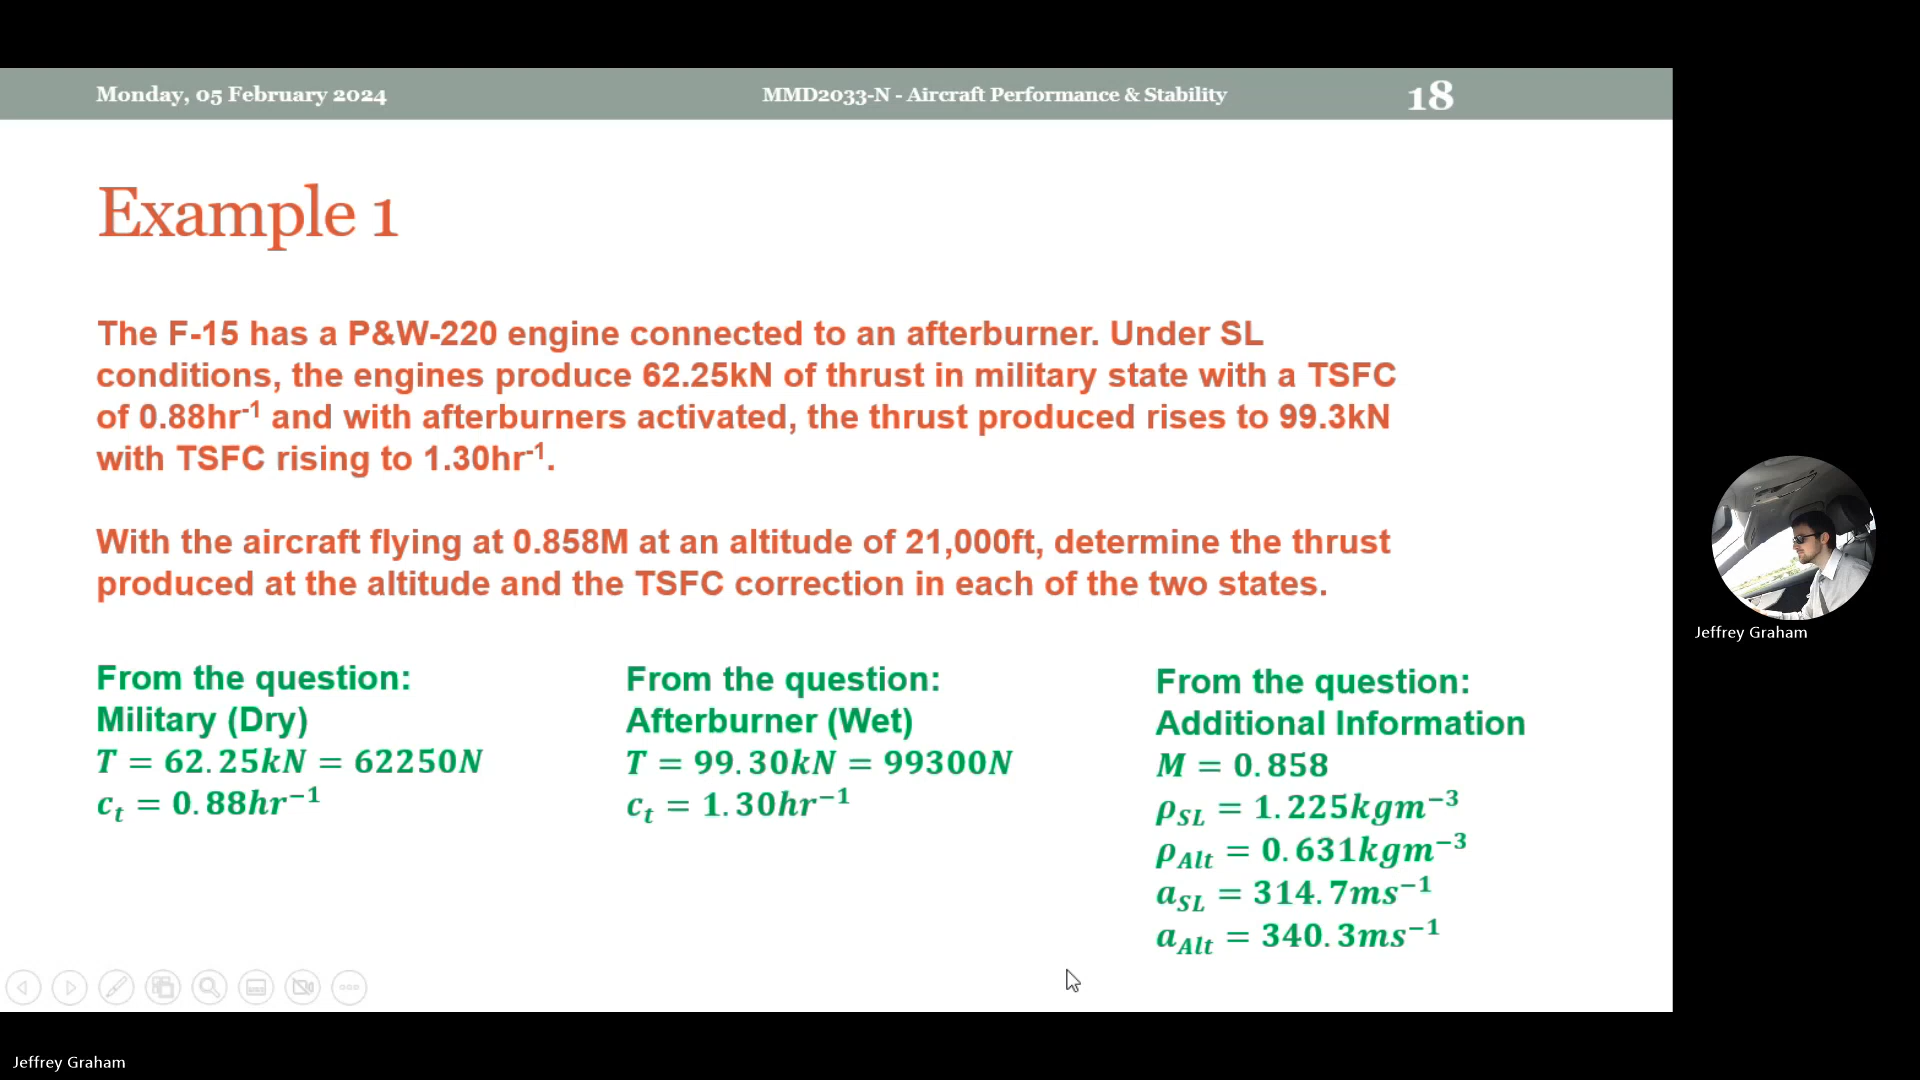 Monday, 05 February 2024 MMD2033-N - Aircraft Performance & Stability 18
Example 1
The F-15 has a P&W-220 engine connected to an afterburner. Under SL
conditions, the engines produce 62.25kN of thrust in military state with a TSFC
of 0.88hr⁻¹ and with afterburners activated, the thrust produced rises to 99.3kN
with TSFC rising to 1.30hr⁻¹.
With the aircraft flying at 0.858M at an altitude of 21,000ft, determine the thrust
produced at the altitude and the TSFC correction in each of the two states.
From the question:
Military (Dry)
T = 62.25kN = 62250N
c_t = 0.88hr⁻¹
From the question:
Afterburner (Wet)
T = 99.30kN = 99300N
c_t = 1.30hr⁻¹
From the question:
Additional Information
M = 0.858
ρ_SL = 1.225kgm⁻³
ρ_Alt = 0.631kgm⁻³
a_SL = 314.7ms⁻¹
a_Alt = 340.3ms⁻¹
Jeffrey Graham
Jeffrey Graham